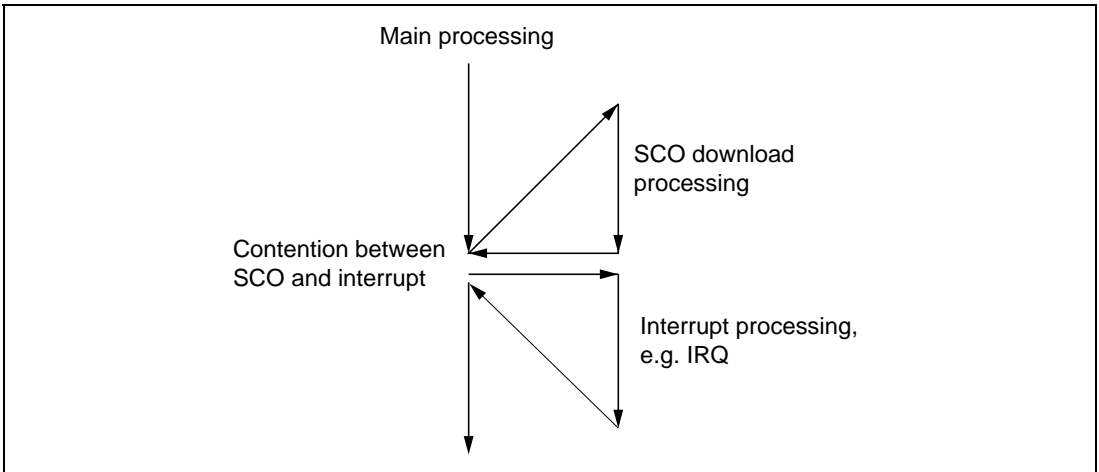 Main processing
SCO download
processing
Contention between
SCO and interrupt
Interrupt processing,
e.g. IRQ